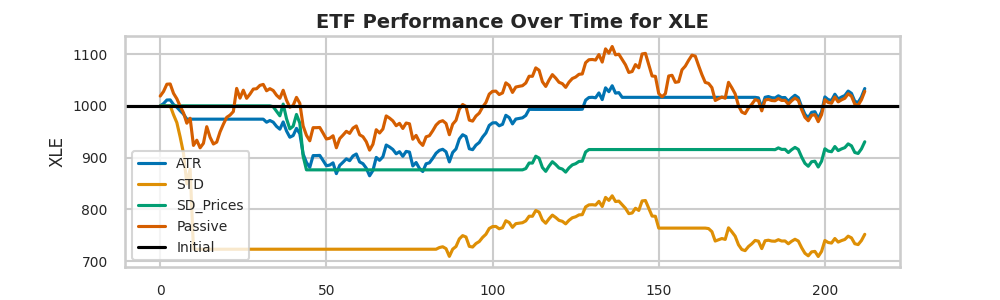 ETF Performance Over Time for XLE
XLE
1100
1000
900
800
700
ATR
STD
SD_Prices
Passive
Initial
0
50
100
150
200